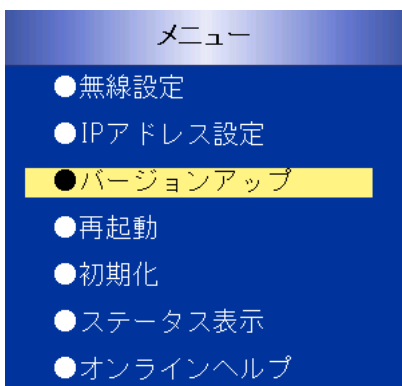 メニュー
●無線設定
●IPアドレス設定
●バージョンアップ
●再起動
●初期化
●ステータス表示
●オンラインヘルプ